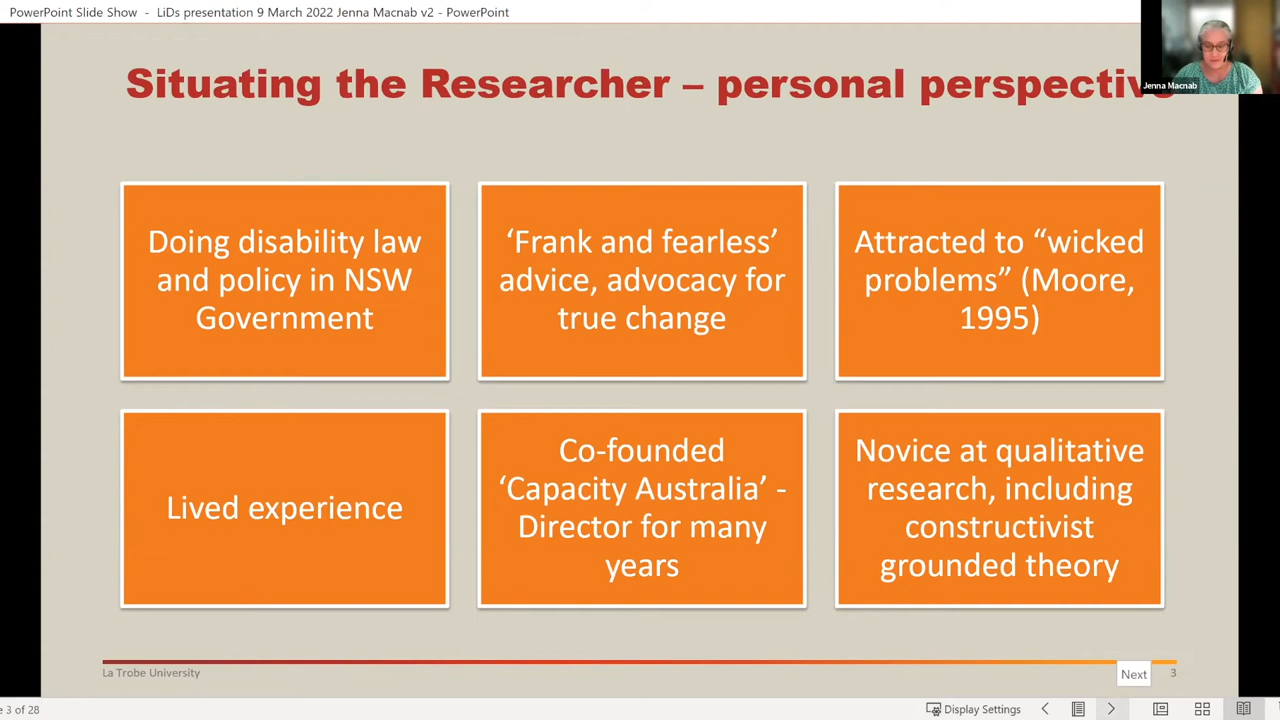 PowerPoint Slide Show - LiDs presentation 9 March 2022 Jenna Macnab v2 - PowerPoint
Situating the Researcher – personal
Jenna Macnab
Doing disability law
and policy in NSW
Government
‘Frank and fearless’
advice, advocacy for
true change
Attracted to “wicked
problems” (Moore,
1995)
Lived experience
Co-founded
‘Capacity Australia’ -
Director for many
years
Novice at qualitative
research, including
constructivist
grounded theory
La Trobe University
Next
3
3 of 28
Display Settings